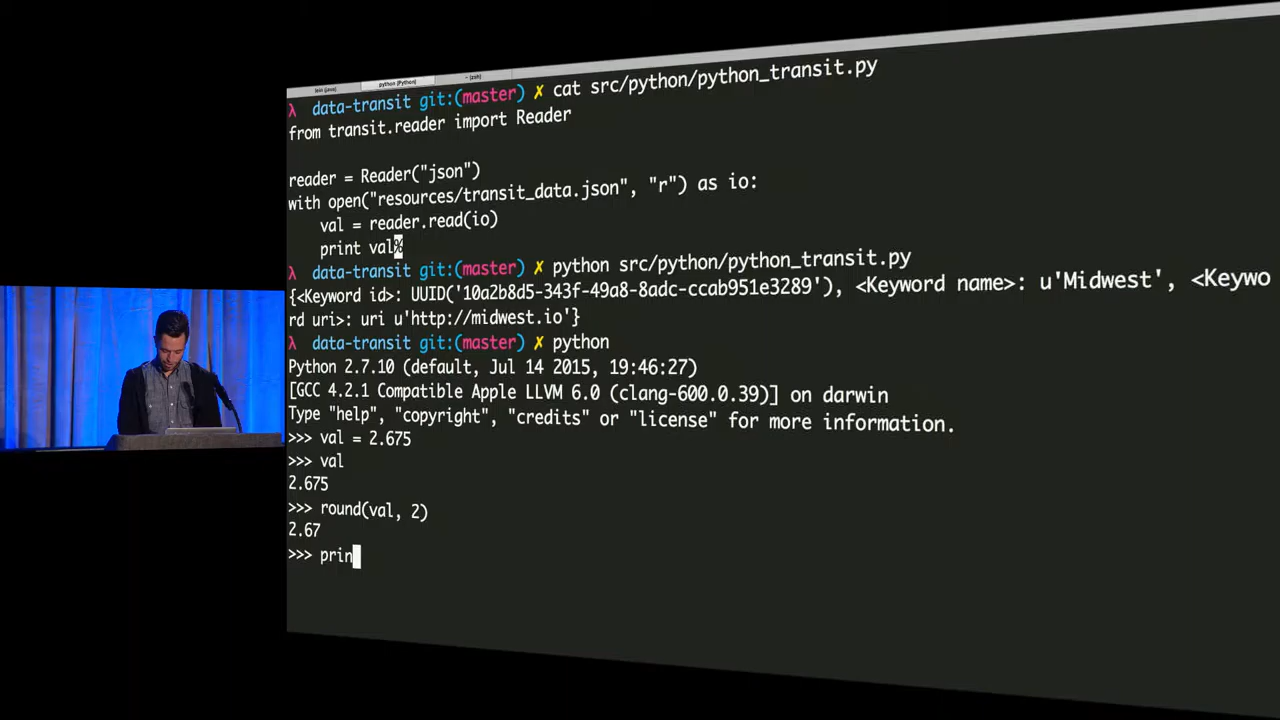 fein (java) python (Python) ~ (zsh)
λ data-transit git:(master) ✗ cat src/python/python_transit.py
from transit.reader import Reader
reader = Reader("json")
with open("resources/transit_data.json", "r") as io:
val = reader.read(io)
print val%
λ data-transit git:(master) ✗ python src/python/python_transit.py
{<Keyword id>: UUID('10a2b8d5-343f-49a8-8adc-ccab951e3289'), <Keyword name>: u'Midwest', <Keywo
rd uri>: uri u'http://midwest.io'}
λ data-transit git:(master) ✗ python
Python 2.7.10 (default, Jul 14 2015, 19:46:27)
[GCC 4.2.1 Compatible Apple LLVM 6.0 (clang-600.0.39)] on darwin
Type "help", "copyright", "credits" or "license" for more information.
>>> val = 2.675
>>> val
2.675
>>> round(val, 2)
2.67
>>> prin